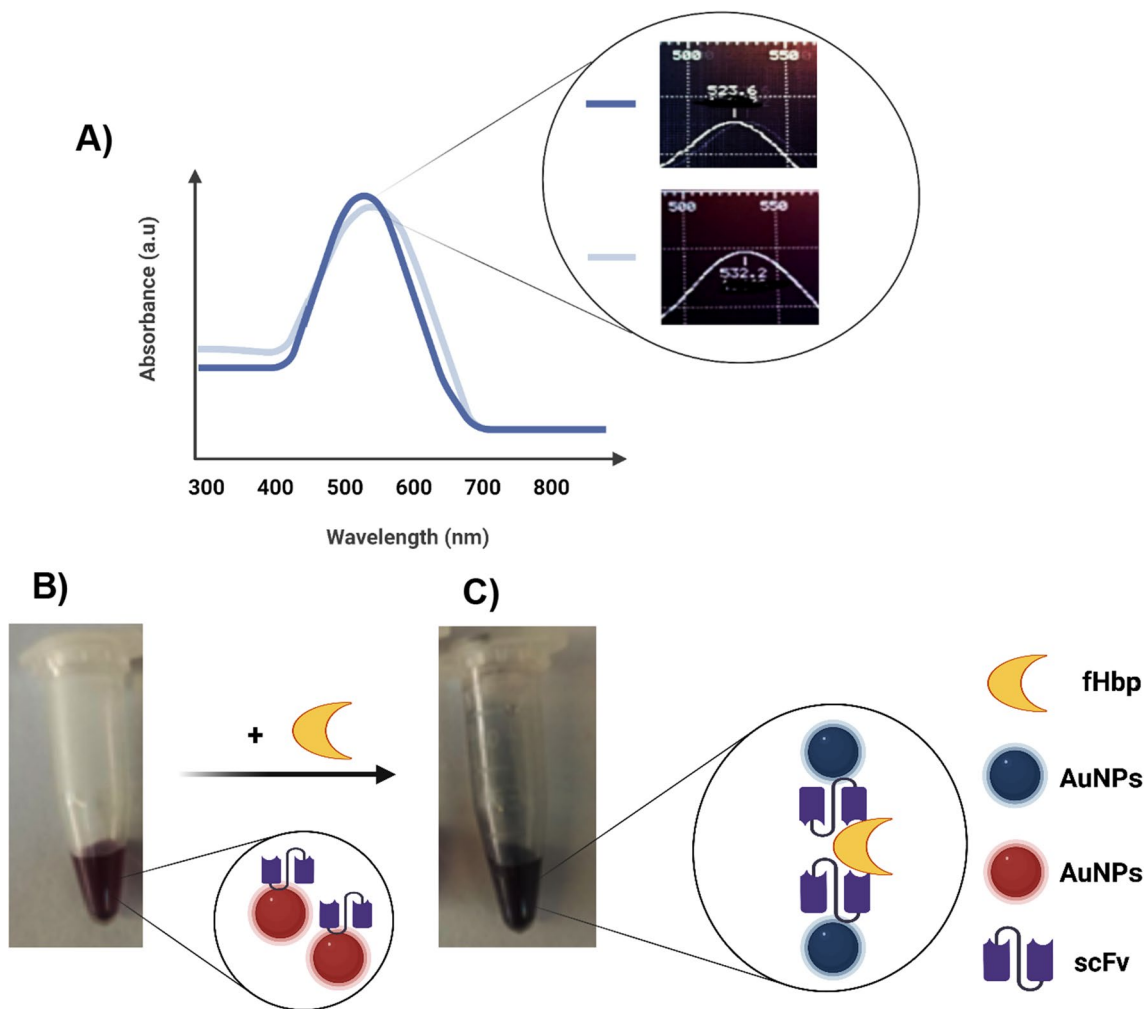 A)
Absorbance (a.u)
500 550
523.6
500 550
532.2
300 400 500 600 700 800
Wavelength (nm)
B)
C)
+
fHbp
AuNPs
AuNPs
scFv